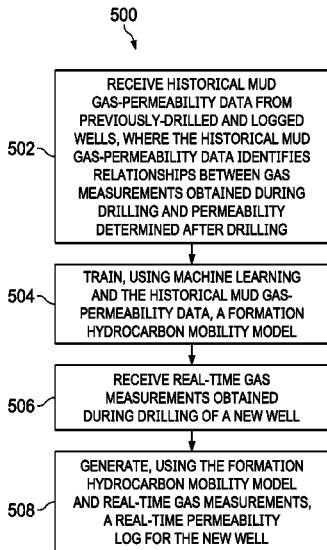 500
RECEIVE HISTORICAL MUD
GAS-PERMEABILITY DATA FROM
PREVIOUSLY-DRILLED AND LOGGED
WELLS, WHERE THE HISTORICAL MUD
GAS-PERMEABILITY DATA IDENTIFIES
RELATIONSHIPS BETWEEN GAS
MEASUREMENTS OBTAINED DURING
DRILLING AND PERMEABILITY
DETERMINED AFTER DRILLING
502
TRAIN, USING MACHINE LEARNING
AND THE HISTORICAL MUD GAS-
PERMEABILITY DATA, A FORMATION
HYDROCARBON MOBILITY MODEL
504
RECEIVE REAL-TIME GAS
MEASUREMENTS OBTAINED
DURING DRILLING OF A NEW WELL
506
GENERATE, USING THE FORMATION
HYDROCARBON MOBILITY MODEL
AND REAL-TIME GAS MEASUREMENTS,
A REAL-TIME PERMEABILITY
LOG FOR THE NEW WELL
508